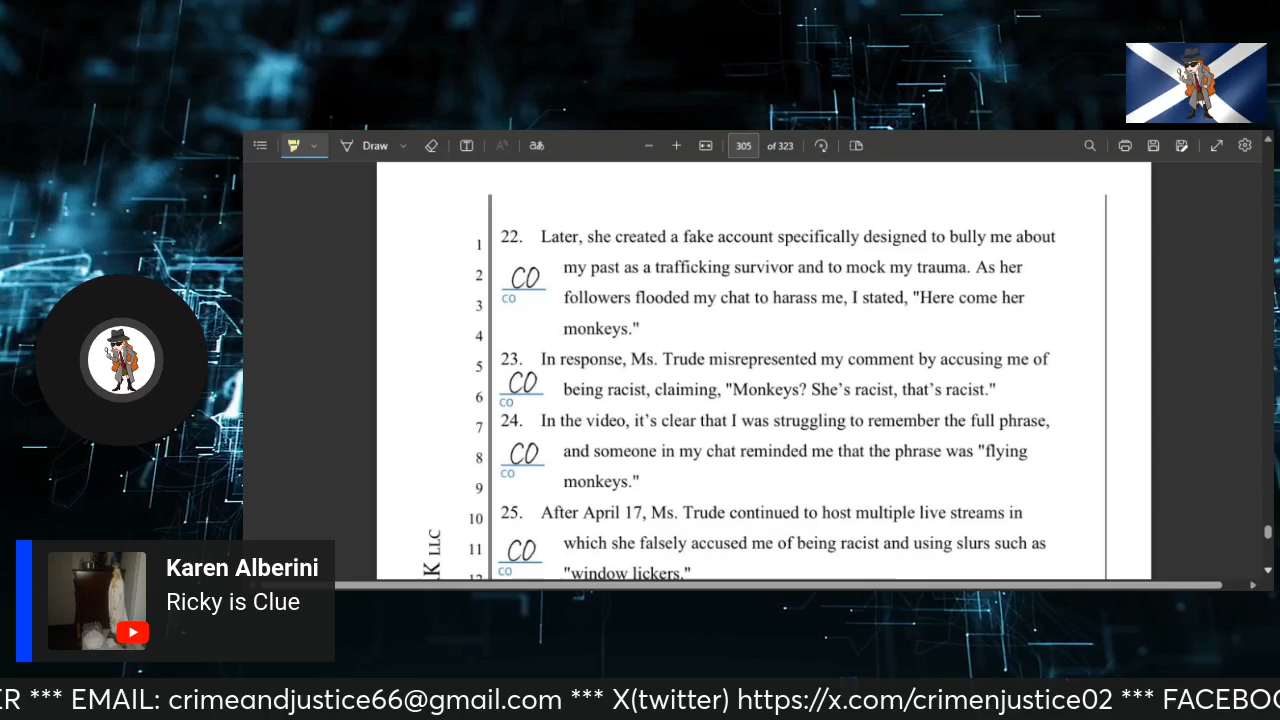 Draw
aあ
305
of 323
1
22. Later, she created a fake account specifically designed to bully me about
2
my past as a trafficking survivor and to mock my trauma. As her
CO
CO
3
followers flooded my chat to harass me, I stated, "Here come her
4
monkeys."
5
23. In response, Ms. Trude misrepresented my comment by accusing me of
6
being racist, claiming, "Monkeys? She's racist, that's racist."
CO
CO
7
24. In the video, it's clear that I was struggling to remember the full phrase,
8
and someone in my chat reminded me that the phrase was "flying
CO
CO
9
monkeys."
10
25. After April 17, Ms. Trude continued to host multiple live streams in
11
which she falsely accused me of being racist and using slurs such as
CO
CO
"window lickers."
K LLC
Karen Alberini
Ricky is Clue
ER *** EMAIL: crimeandjustice66@gmail.com *** X(twitter) https://x.com/crimenjustice02 *** FACEBO